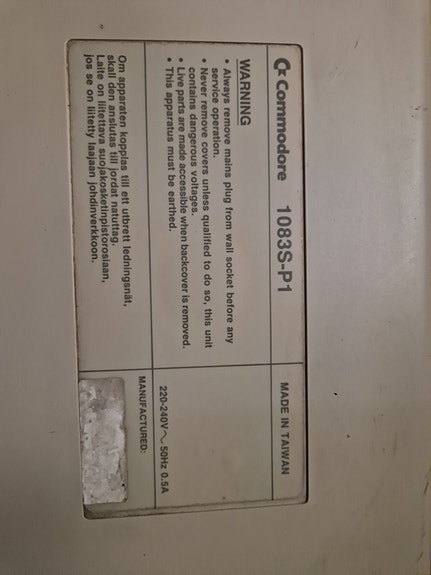 Commodore 1083S-P1
MADE IN TAIWAN
WARNING
• Always remove mains plug from wall socket before any
service operation.
• Never remove covers unless qualified to do so, this unit
contains dangerous voltages.
• Live parts are made accessible when backcover is removed.
• This apparatus must be earthed.
220-240V ~ 50Hz 0.5A
Om apparaten kopplas till ett utbrett ledningsnät,
skall den anslutas till jordat natuttag.
Laite on liitettava suojakosketinpistorosiaan,
jos se on liitetty laajaan johdinverkkoon.
MANUFACTURED: